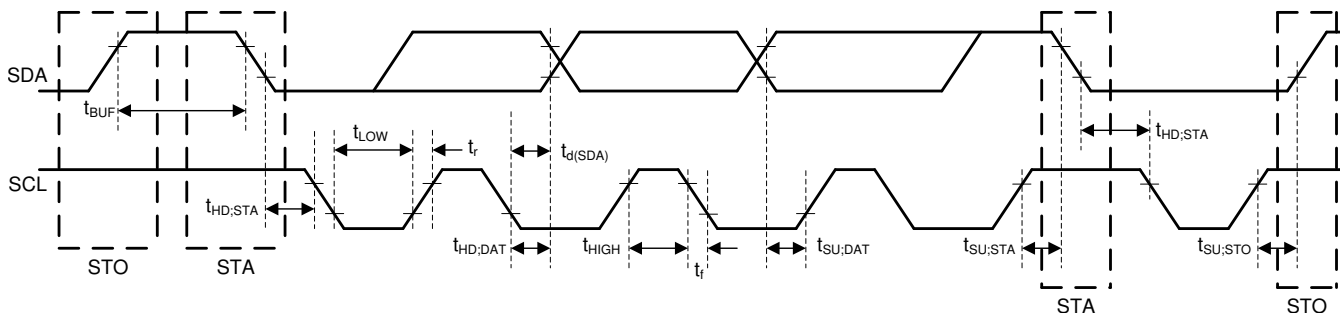 SDA
t_BUF
t_LOW
t_r
t_d(SDA)
t_HD;STA
SCL
t_HD;STA
t_HD;DAT
t_HIGH
t_f
t_SU;DAT
t_SU;STA
t_SU;STO
STO
STA
STA
STO